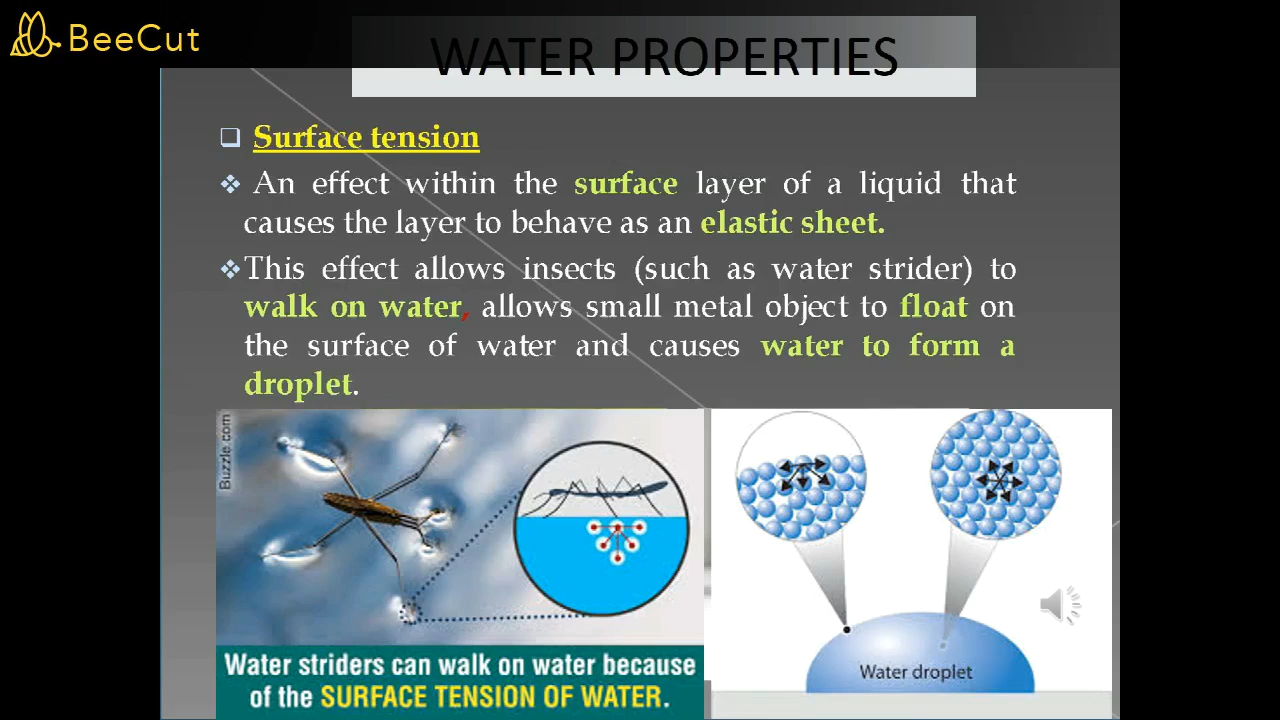 BeeCut
WATER PROPERTIES
Surface tension
An effect within the surface layer of a liquid that
causes the layer to behave as an elastic sheet.
This effect allows insects (such as water strider) to
walk on water, allows small metal object to float on
the surface of water and causes water to form a
droplet.
Buzzle.com
Water striders can walk on water because
of the SURFACE TENSION OF WATER.
Water droplet